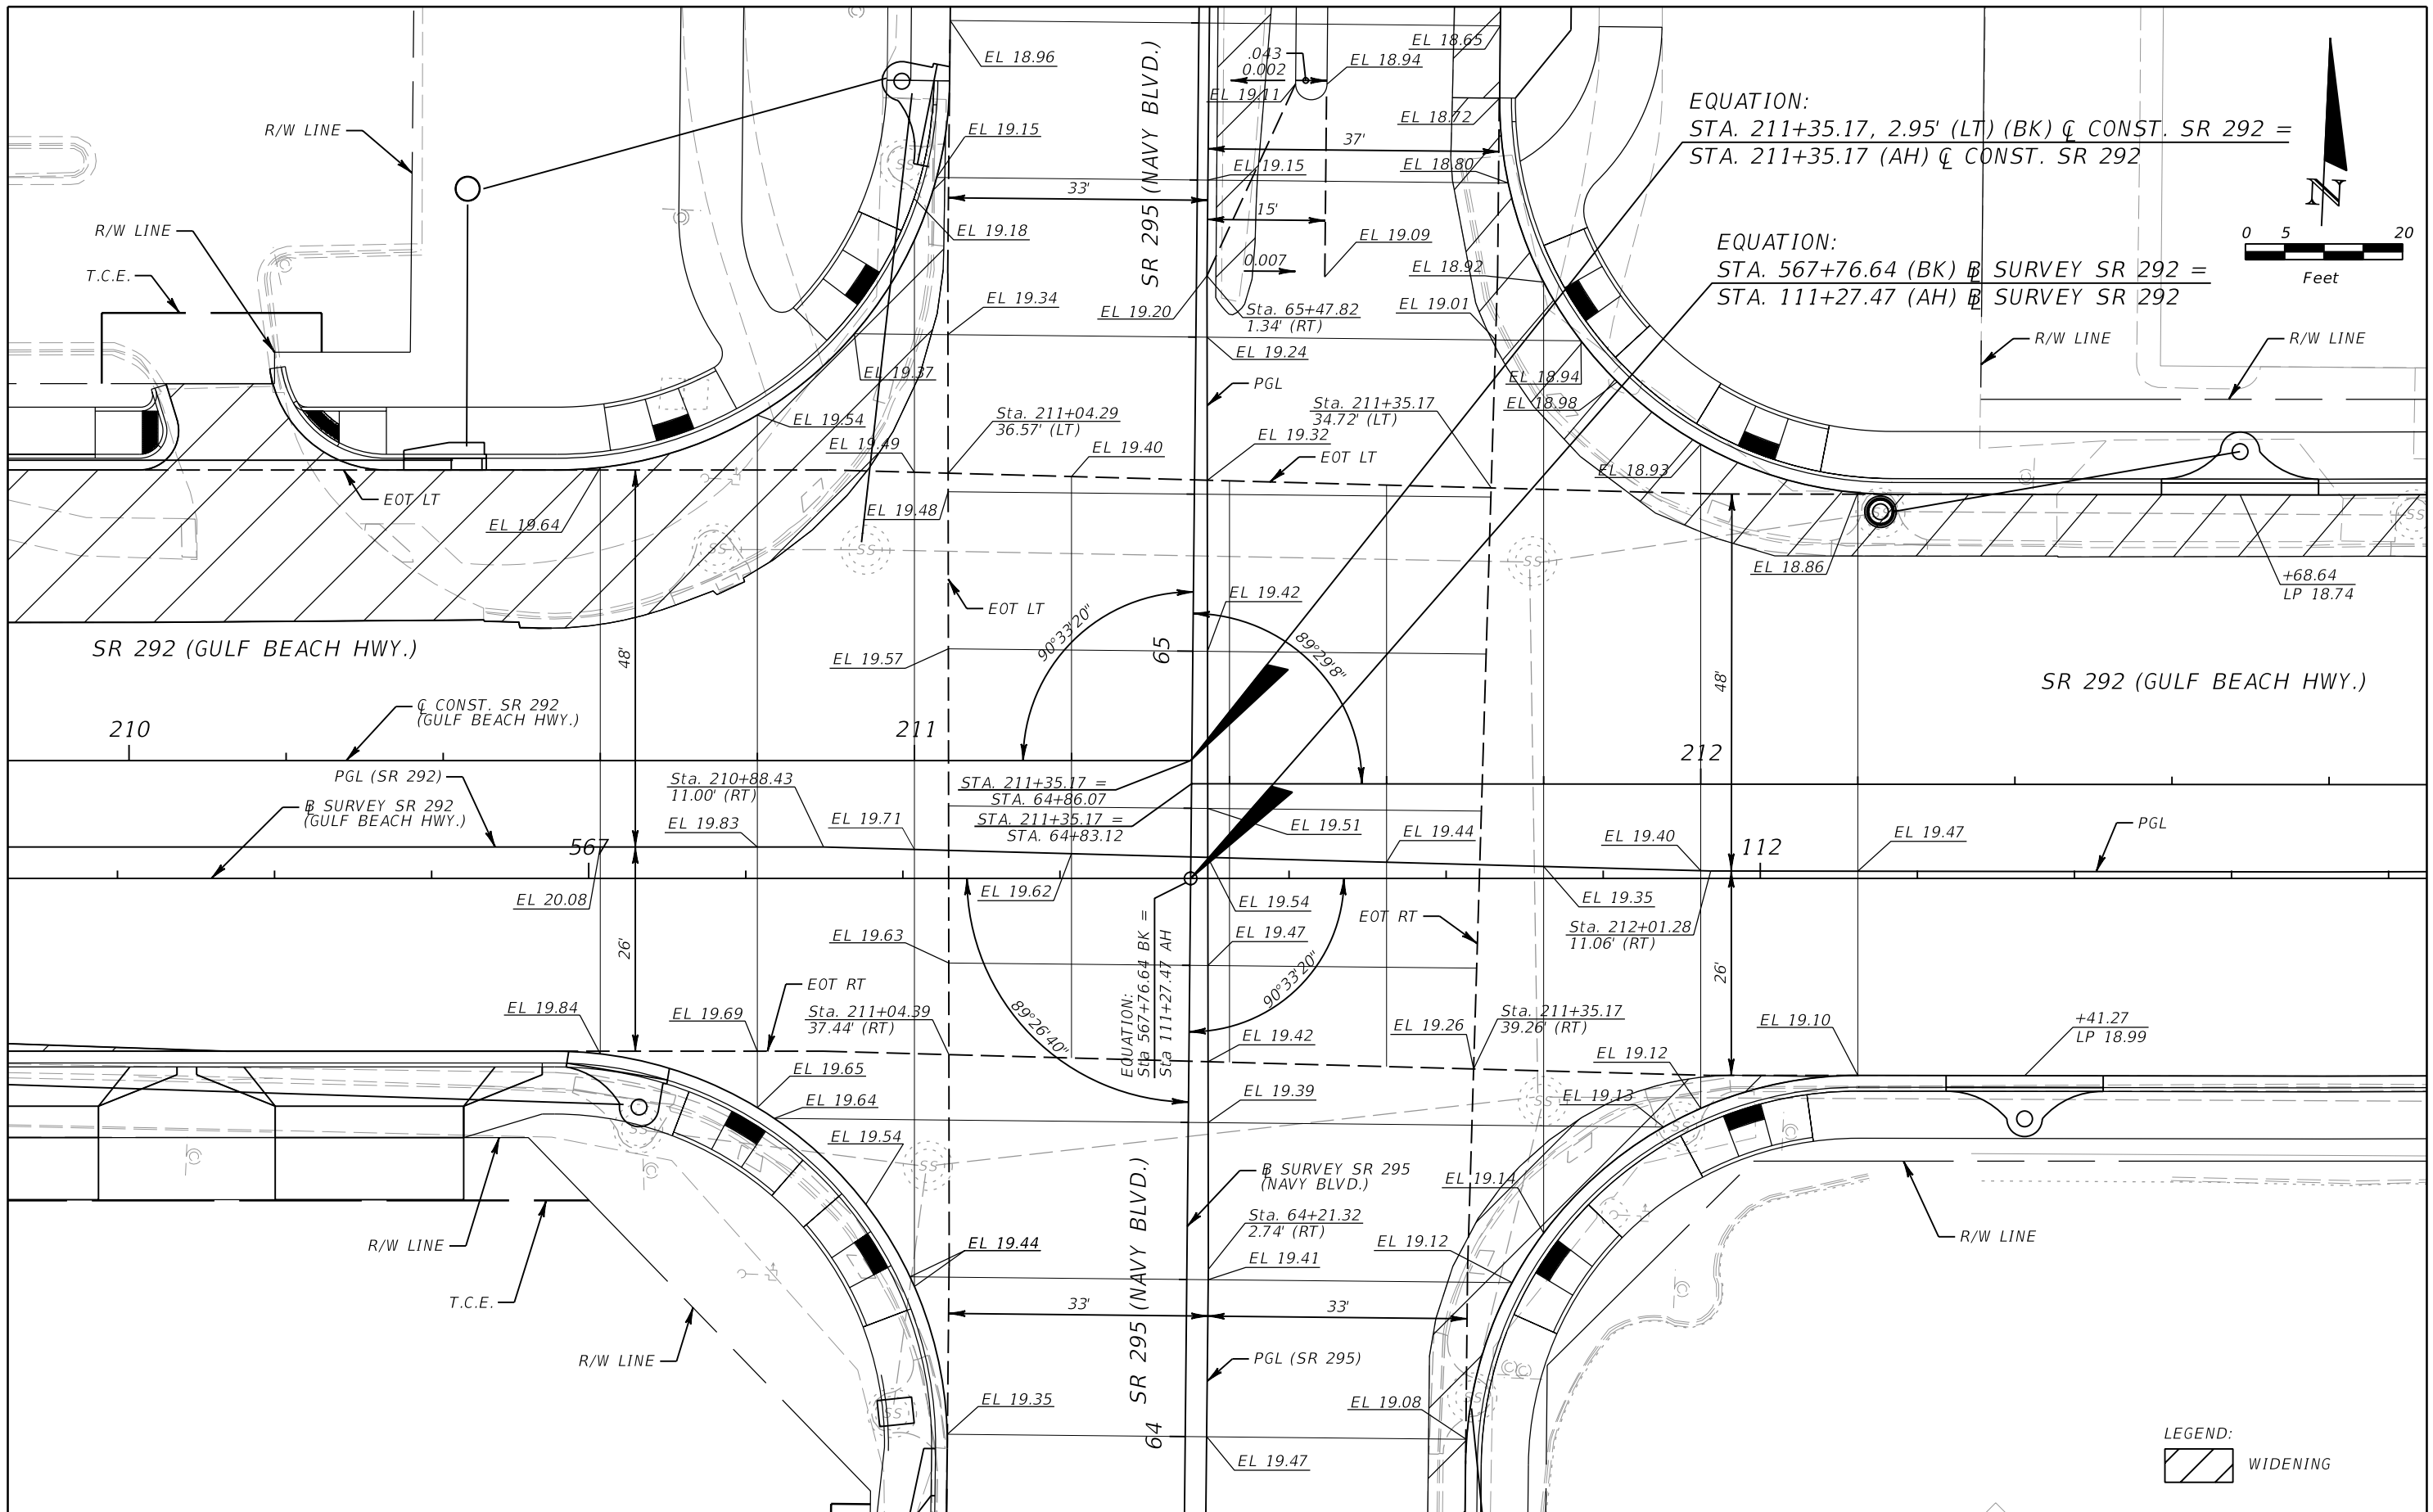 EL 18.96
SR 295 (NAVY BLVD.)
.043
0.002
EL 18.65
EL 18.94
EL 19.11
EL 18.72
EQUATION:
STA. 211+35.17, 2.95' (LT) (BK) ℄ CONST. SR 292 =
STA. 211+35.17 (AH) ℄ CONST. SR 292
R/W LINE
EL 19.15
37'
EL 19.15
EL 18.80
33'
15'
N
0 5 20
Feet
R/W LINE
EL 19.18
EL 19.09
EQUATION:
STA. 567+76.64 (BK) B SURVEY SR 292 =
STA. 111+27.47 (AH) B SURVEY SR 292
T.C.E.
0.007
EL 18.92
EL 19.34
EL 19.20
Sta. 65+47.82
1.34' (RT)
EL 19.01
EL 19.24
R/W LINE
R/W LINE
EL 19.37
PGL
EL 18.94
EL 18.98
EL 19.54
Sta. 211+04.29
36.57' (LT)
Sta. 211+35.17
34.72' (LT)
EL 19.49
EL 19.40
EL 19.32
EOT LT
EL 18.93
EOT LT
EL 19.64
EL 19.48
SS
SS
SS
SS
SS
SS
EL 18.86
+68.64
LP 18.74
EL 19.42
EOT LT
SR 292 (GULF BEACH HWY.)
48'
EL 19.57
90°33'20"
65
89°29'8"
48'
SR 292 (GULF BEACH HWY.)
℄ CONST. SR 292
(GULF BEACH HWY.)
210
211
212
PGL (SR 292)
Sta. 210+88.43
11.00' (RT)
STA. 211+35.17 =
STA. 64+86.07
B SURVEY SR 292
(GULF BEACH HWY.)
EL 19.83
EL 19.71
STA. 211+35.17 =
STA. 64+83.12
EL 19.51
EL 19.44
EL 19.40
EL 19.47
PGL
567
112
EL 20.08
EL 19.62
EL 19.54
EL 19.35
EOT RT
Sta. 212+01.28
11.06' (RT)
26'
EL 19.63
EL 19.47
26'
EQUATION:
Sta 567+76.64 BK =
Sta 111+27.47 AH
90°33'20"
89°26'40"
EOT RT
EL 19.84
EL 19.69
Sta. 211+04.39
37.44' (RT)
EL 19.42
EL 19.26
Sta. 211+35.17
39.26' (RT)
EL 19.10
+41.27
LP 18.99
EL 19.12
EL 19.65
EL 19.64
EL 19.39
EL 19.13
SS
SS
SS
EL 19.54
SS
SR 295 (NAVY BLVD.)
B SURVEY SR 295
(NAVY BLVD.)
EL 19.14
Sta. 64+21.32
2.74' (RT)
R/W LINE
EL 19.44
EL 19.41
EL 19.12
R/W LINE
T.C.E.
33'
33'
R/W LINE
PGL (SR 295)
EL 19.35
EL 19.08
SS
SS
64
EL 19.47
LEGEND:
WIDENING